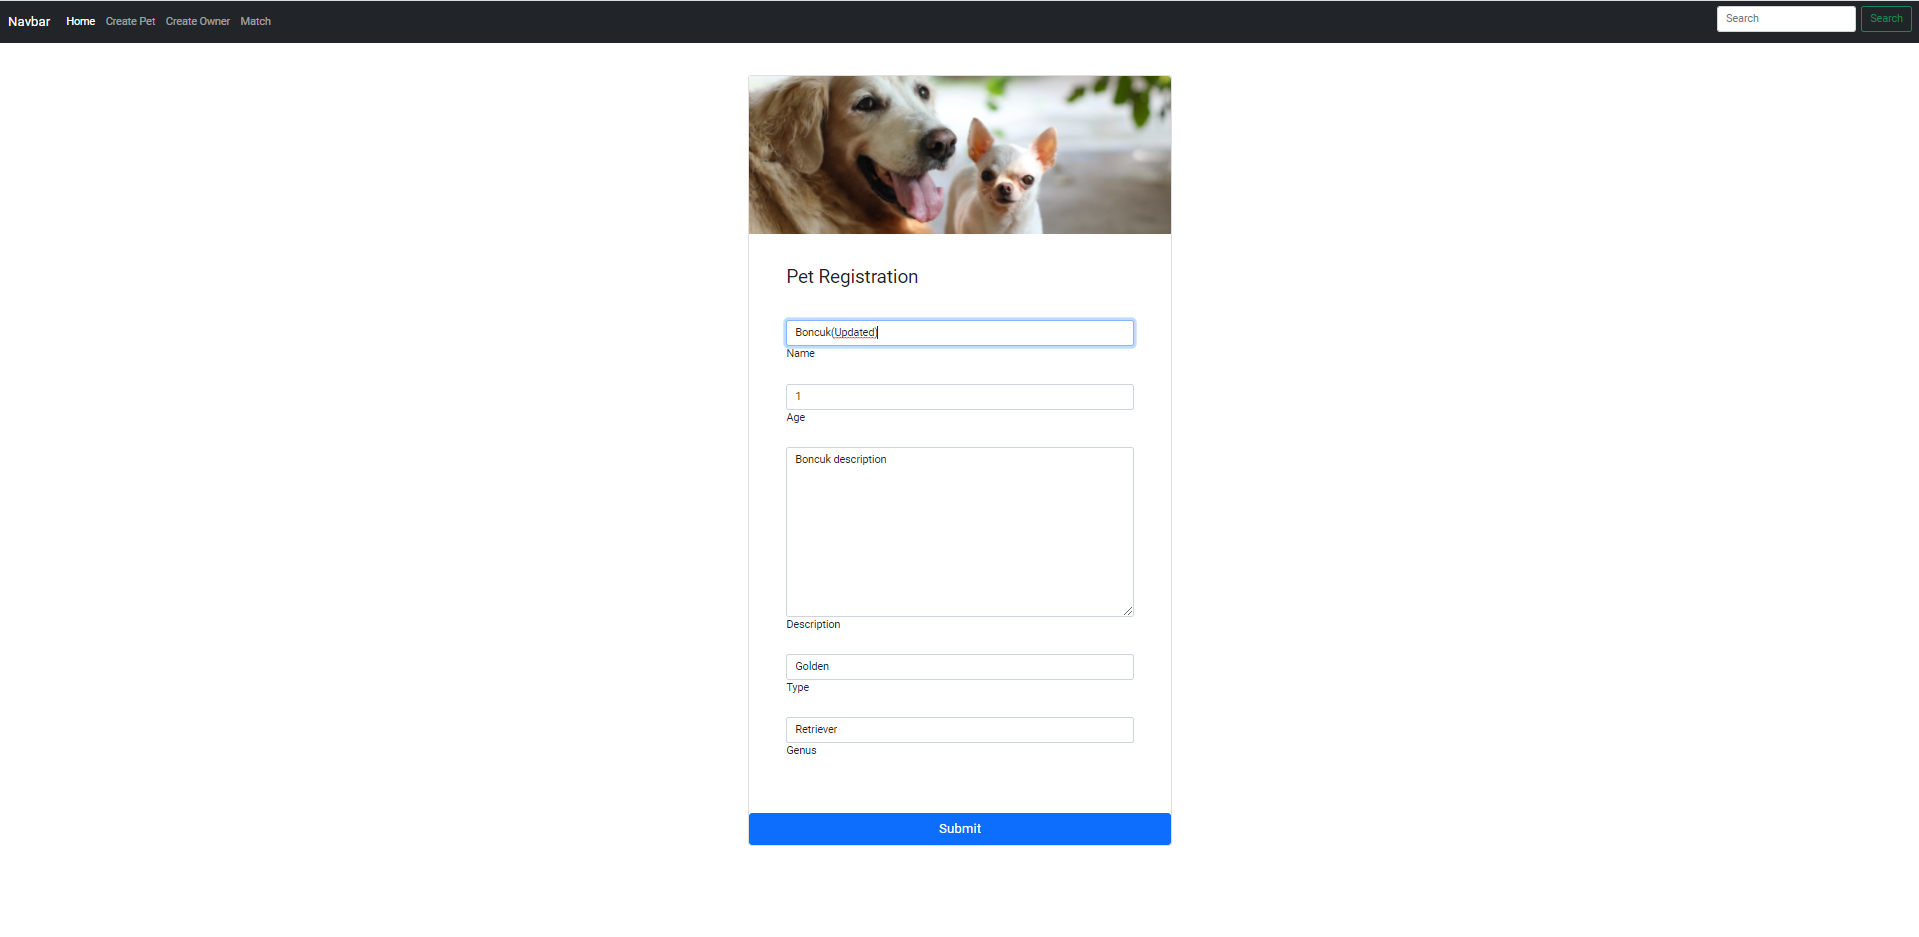 Navbar Home Create Pet Create Owner Match Search Search
Pet Registration
Boncuk(Updated)
Name
1
Age
Boncuk description
Description
Golden
Type
Retriever
Genus
Submit